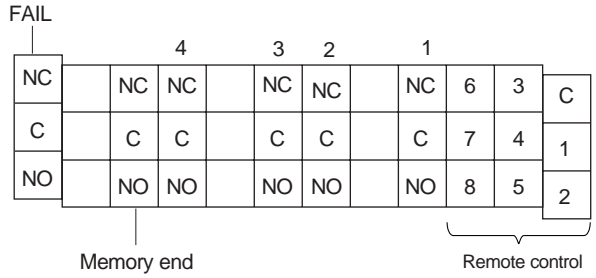 FAIL
4 3 2 1
NC NC NC NC NC NC 6 3 C
C C C C C C 7 4 1
NO NO NO NO NO NO 8 5 2
Memory end Remote control